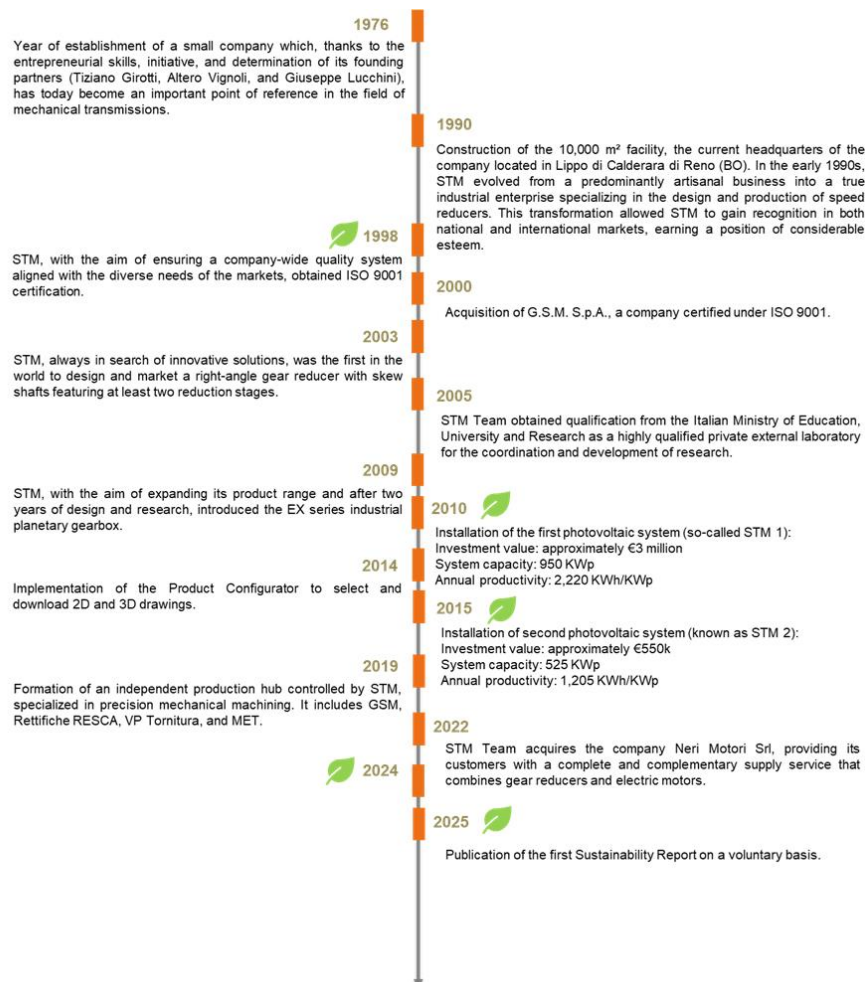 1976
Year of establishment of a small company which, thanks to the
entrepreneurial skills, initiative, and determination of its founding
partners (Tiziano Girotti, Altero Vignoli, and Giuseppe Lucchini),
has today become an important point of reference in the field of
mechanical transmissions.
1990
Construction of the 10,000 m² facility, the current headquarters of the
company located in Lippo di Calderara di Reno (BO). In the early 1990s,
STM evolved from a predominantly artisanal business into a true
industrial enterprise specializing in the design and production of speed
reducers. This transformation allowed STM to gain recognition in both
national and international markets, earning a position of considerable
esteem.
1998
STM, with the aim of ensuring a company-wide quality system
aligned with the diverse needs of the markets, obtained ISO 9001
certification.
2000
Acquisition of G.S.M. S.p.A., a company certified under ISO 9001.
2003
STM, always in search of innovative solutions, was the first in the
world to design and market a right-angle gear reducer with skew
shafts featuring at least two reduction stages.
2005
STM Team obtained qualification from the Italian Ministry of Education,
University and Research as a highly qualified private external laboratory
for the coordination and development of research.
2009
STM, with the aim of expanding its product range and after two
years of design and research, introduced the EX series industrial
planetary gearbox.
2010
Installation of the first photovoltaic system (so-called STM 1):
Investment value: approximately €3 million
System capacity: 950 KWp
Annual productivity: 2,220 KWh/KWp
2014
Implementation of the Product Configurator to select and
download 2D and 3D drawings.
2015
Installation of second photovoltaic system (known as STM 2):
Investment value: approximately €550k
System capacity: 525 KWp
Annual productivity: 1,205 KWh/KWp
2019
Formation of an independent production hub controlled by STM,
specialized in precision mechanical machining. It includes GSM,
Rettifiche RESCA, VP Tornitura, and MET.
2022
STM Team acquires the company Neri Motori Srl, providing its
customers with a complete and complementary supply service that
combines gear reducers and electric motors.
2024
2025
Publication of the first Sustainability Report on a voluntary basis.